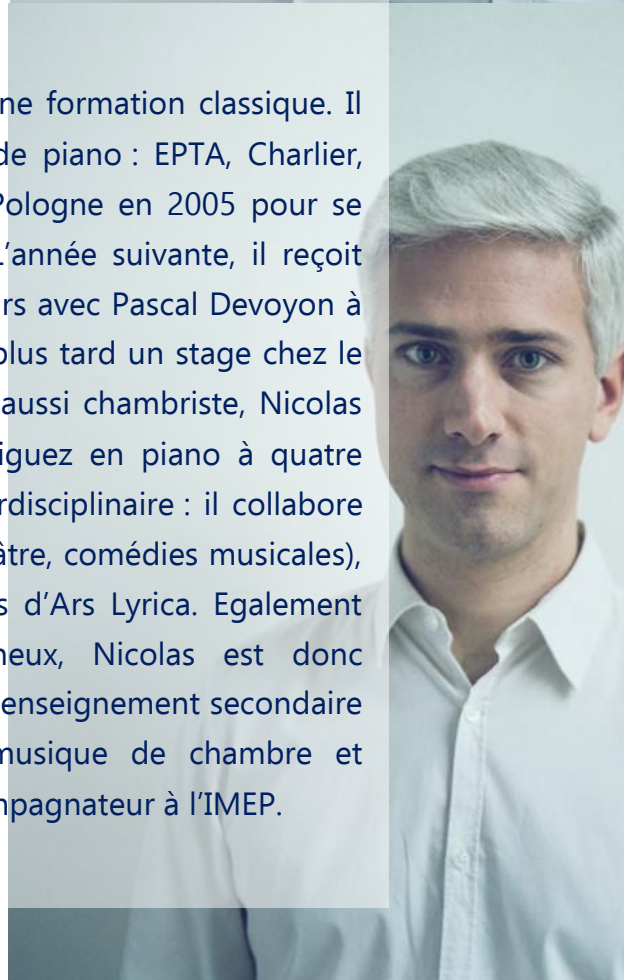 ne formation classique. Il
de piano : EPTA, Charlier,
Pologne en 2005 pour se
L’année suivante, il reçoit
rs avec Pascal Devoyon à
plus tard un stage chez le
aussi chambriste, Nicolas
iguez en piano à quatre
rdisciplinaire : il collabore
âtre, comédies musicales),
s d’Ars Lyrica. Egalement
neux, Nicolas est donc
enseignement secondaire
musique de chambre et
mpagnateur à l’IMEP.